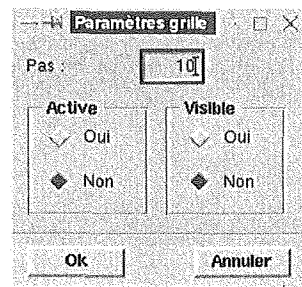 Paramètres grille
Pas : 10
Active Visible
Oui Oui
Non Non
Ok Annuler